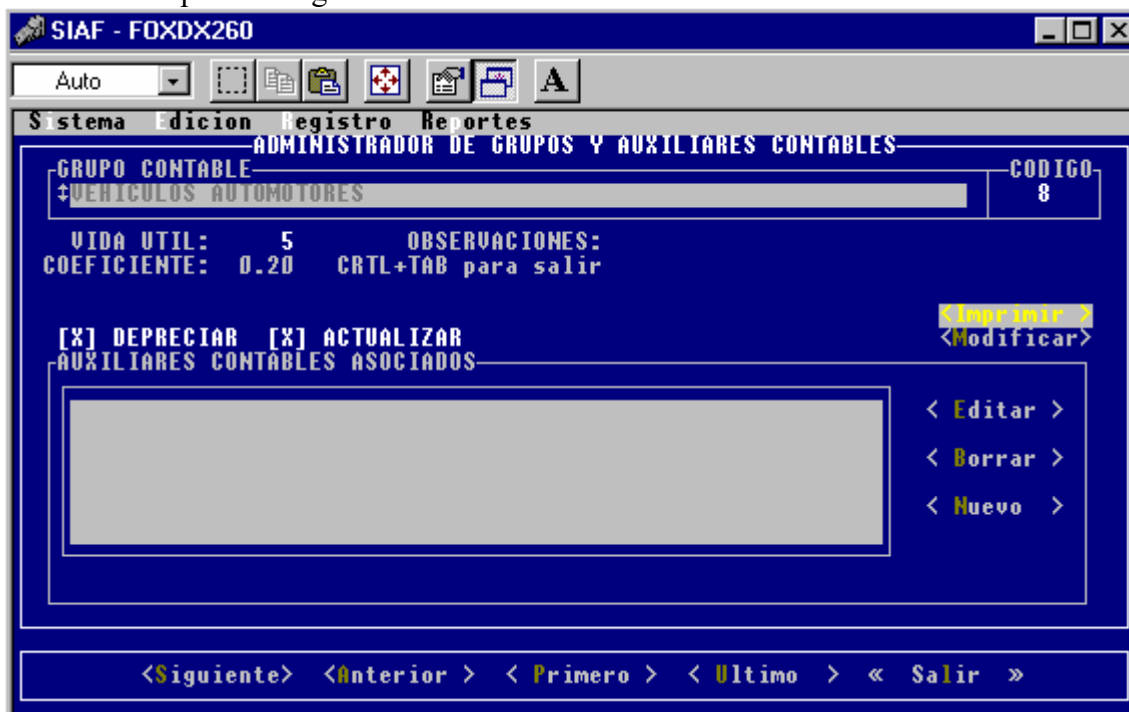 SIAF - FOXDX260
Auto
A
Sistema Edicion Registro Reportes
ADMINISTRADOR DE GRUPOS Y AUXILIARES CONTABLES
GRUPO CONTABLE CODIGO
VEHICULOS AUTOMOTORES 8
VIDA UTIL: 5 OBSERVACIONES:
COEFICIENTE: 0.20 CRTL+TAB para salir
<Imprimir >
[X] DEPRECIAR [X] ACTUALIZAR <Modificar>
AUXILIARES CONTABLES ASOCIADOS
< Editar >
< Borrar >
< Nuevo >
<Siguiente> <Anterior > < Primero > < Ultimo > « Salir »